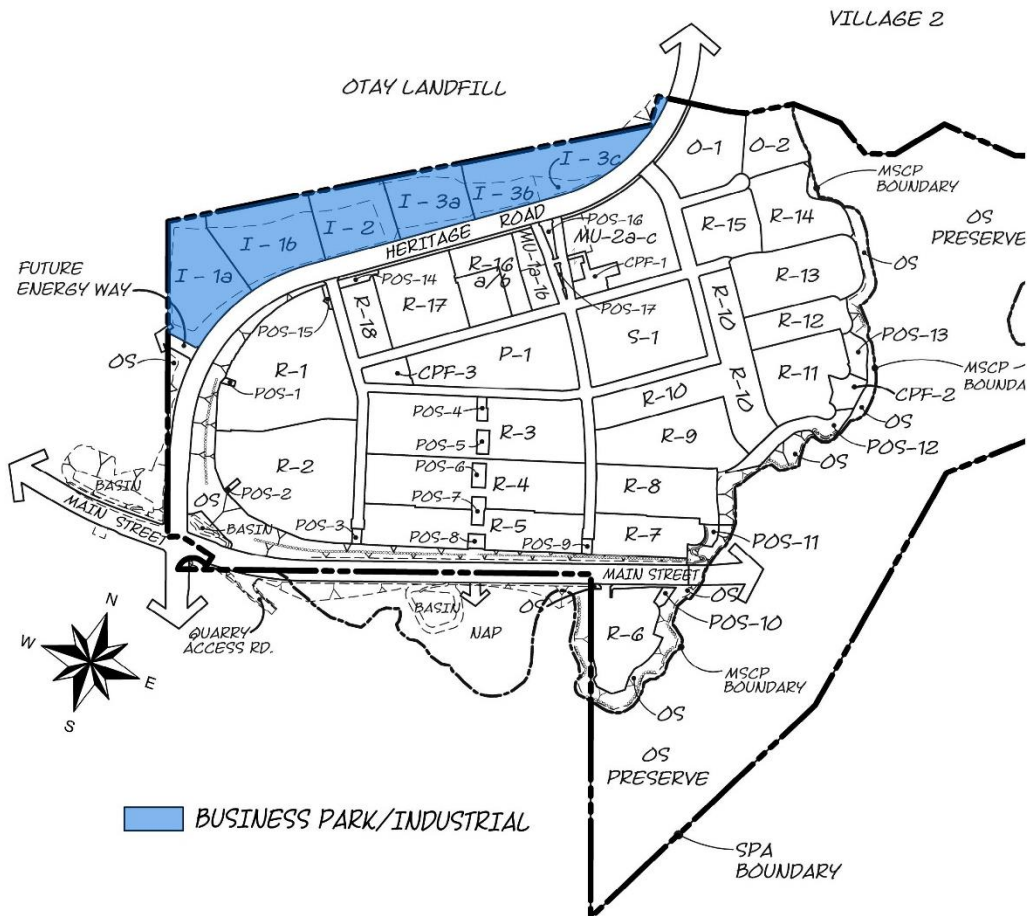 VILLAGE 2
OTAY LANDFILL
O-1
O-2
I - 3c
MSCP
BOUNDARY
I - 3b
I - 3a
I - 2
I - 1b
I - 1a
HERITAGE ROAD
POS-16
MU-2a-c
CPF-1
R-15
R-14
OS
PRESERVE
OS
FUTURE
ENERGY WAY
POS-14
R-16
a/b
MU-1a-1b
R-17
R-18
POS-15
POS-17
R-13
R-10
R-12
POS-13
OS
R-1
POS-1
CPF-3
P-1
S-1
R-11
MSCP
BOUNDA
CPF-2
R-10
R-10
OS
POS-12
OS
POS-4
R-3
POS-5
R-9
R-2
POS-6
R-4
R-8
POS-7
POS-2
OS
BASIN
BASIN
MAIN STREET
POS-3
R-5
POS-8
POS-9
R-7
POS-11
MAIN STREET
OS
OS
POS-10
BASIN
NAP
R-6
QUARRY
ACCESS RD.
MSCP
BOUNDARY
OS
N
W
E
S
OS
PRESERVE
BUSINESS PARK/INDUSTRIAL
SPA
BOUNDARY